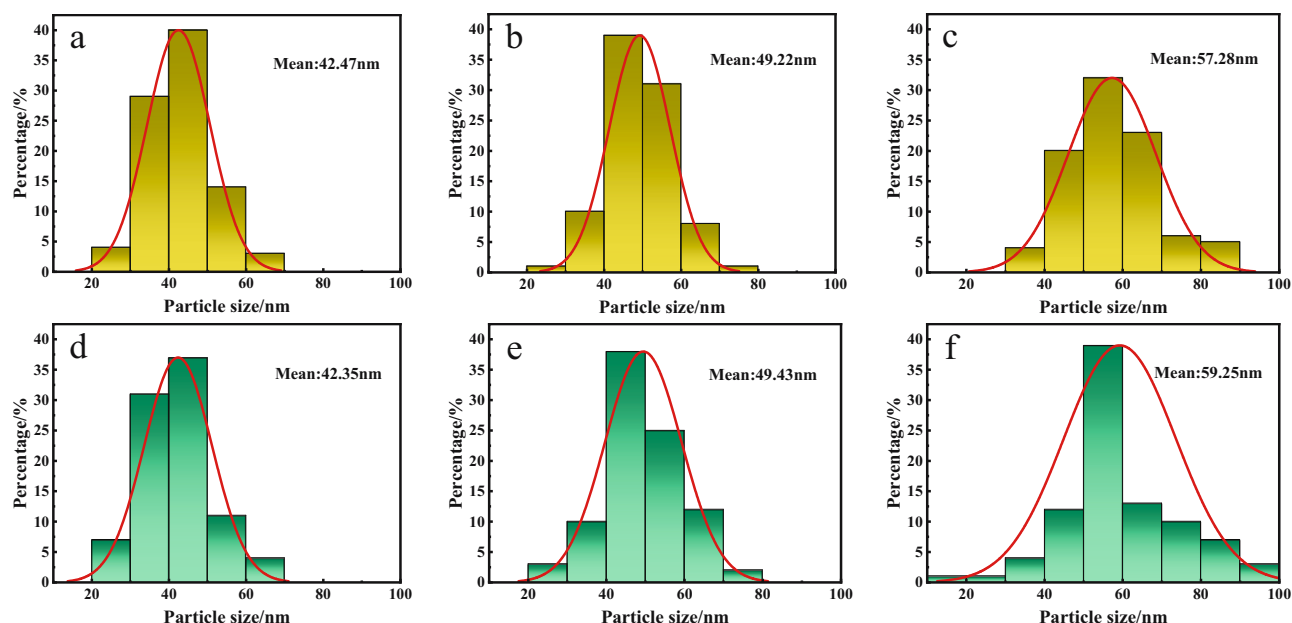 a
Mean:42.47nm
Percentage/%
40
35
30
25
20
15
10
5
0
20 40 60 80 100
Particle size/nm
b
Mean:49.22nm
Percentage/%
40
35
30
25
20
15
10
5
0
20 40 60 80 100
Particle size/nm
c
Mean:57.28nm
Percentage/%
40
35
30
25
20
15
10
5
0
20 40 60 80 100
Particle size/nm
d
Mean:42.35nm
Percentage/%
40
35
30
25
20
15
10
5
0
20 40 60 80 100
Particle size/nm
e
Mean:49.43nm
Percentage/%
40
35
30
25
20
15
10
5
0
20 40 60 80 100
Particle size/nm
f
Mean:59.25nm
Percentage/%
40
35
30
25
20
15
10
5
0
20 40 60 80 100
Particle size/nm